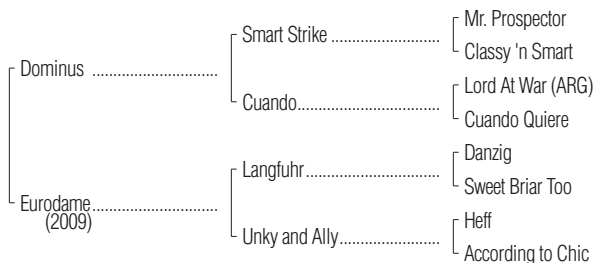 Mr. Prospector
Smart Strike ..............................
Classy 'n Smart
Dominus ..................................
Lord At War (ARG)
Cuando.......................................
Cuando Quiere
Danzig
Langfuhr.....................................
Sweet Briar Too
Eurodame..................................
(2009)
Heff
Unky and Ally............................
According to Chic